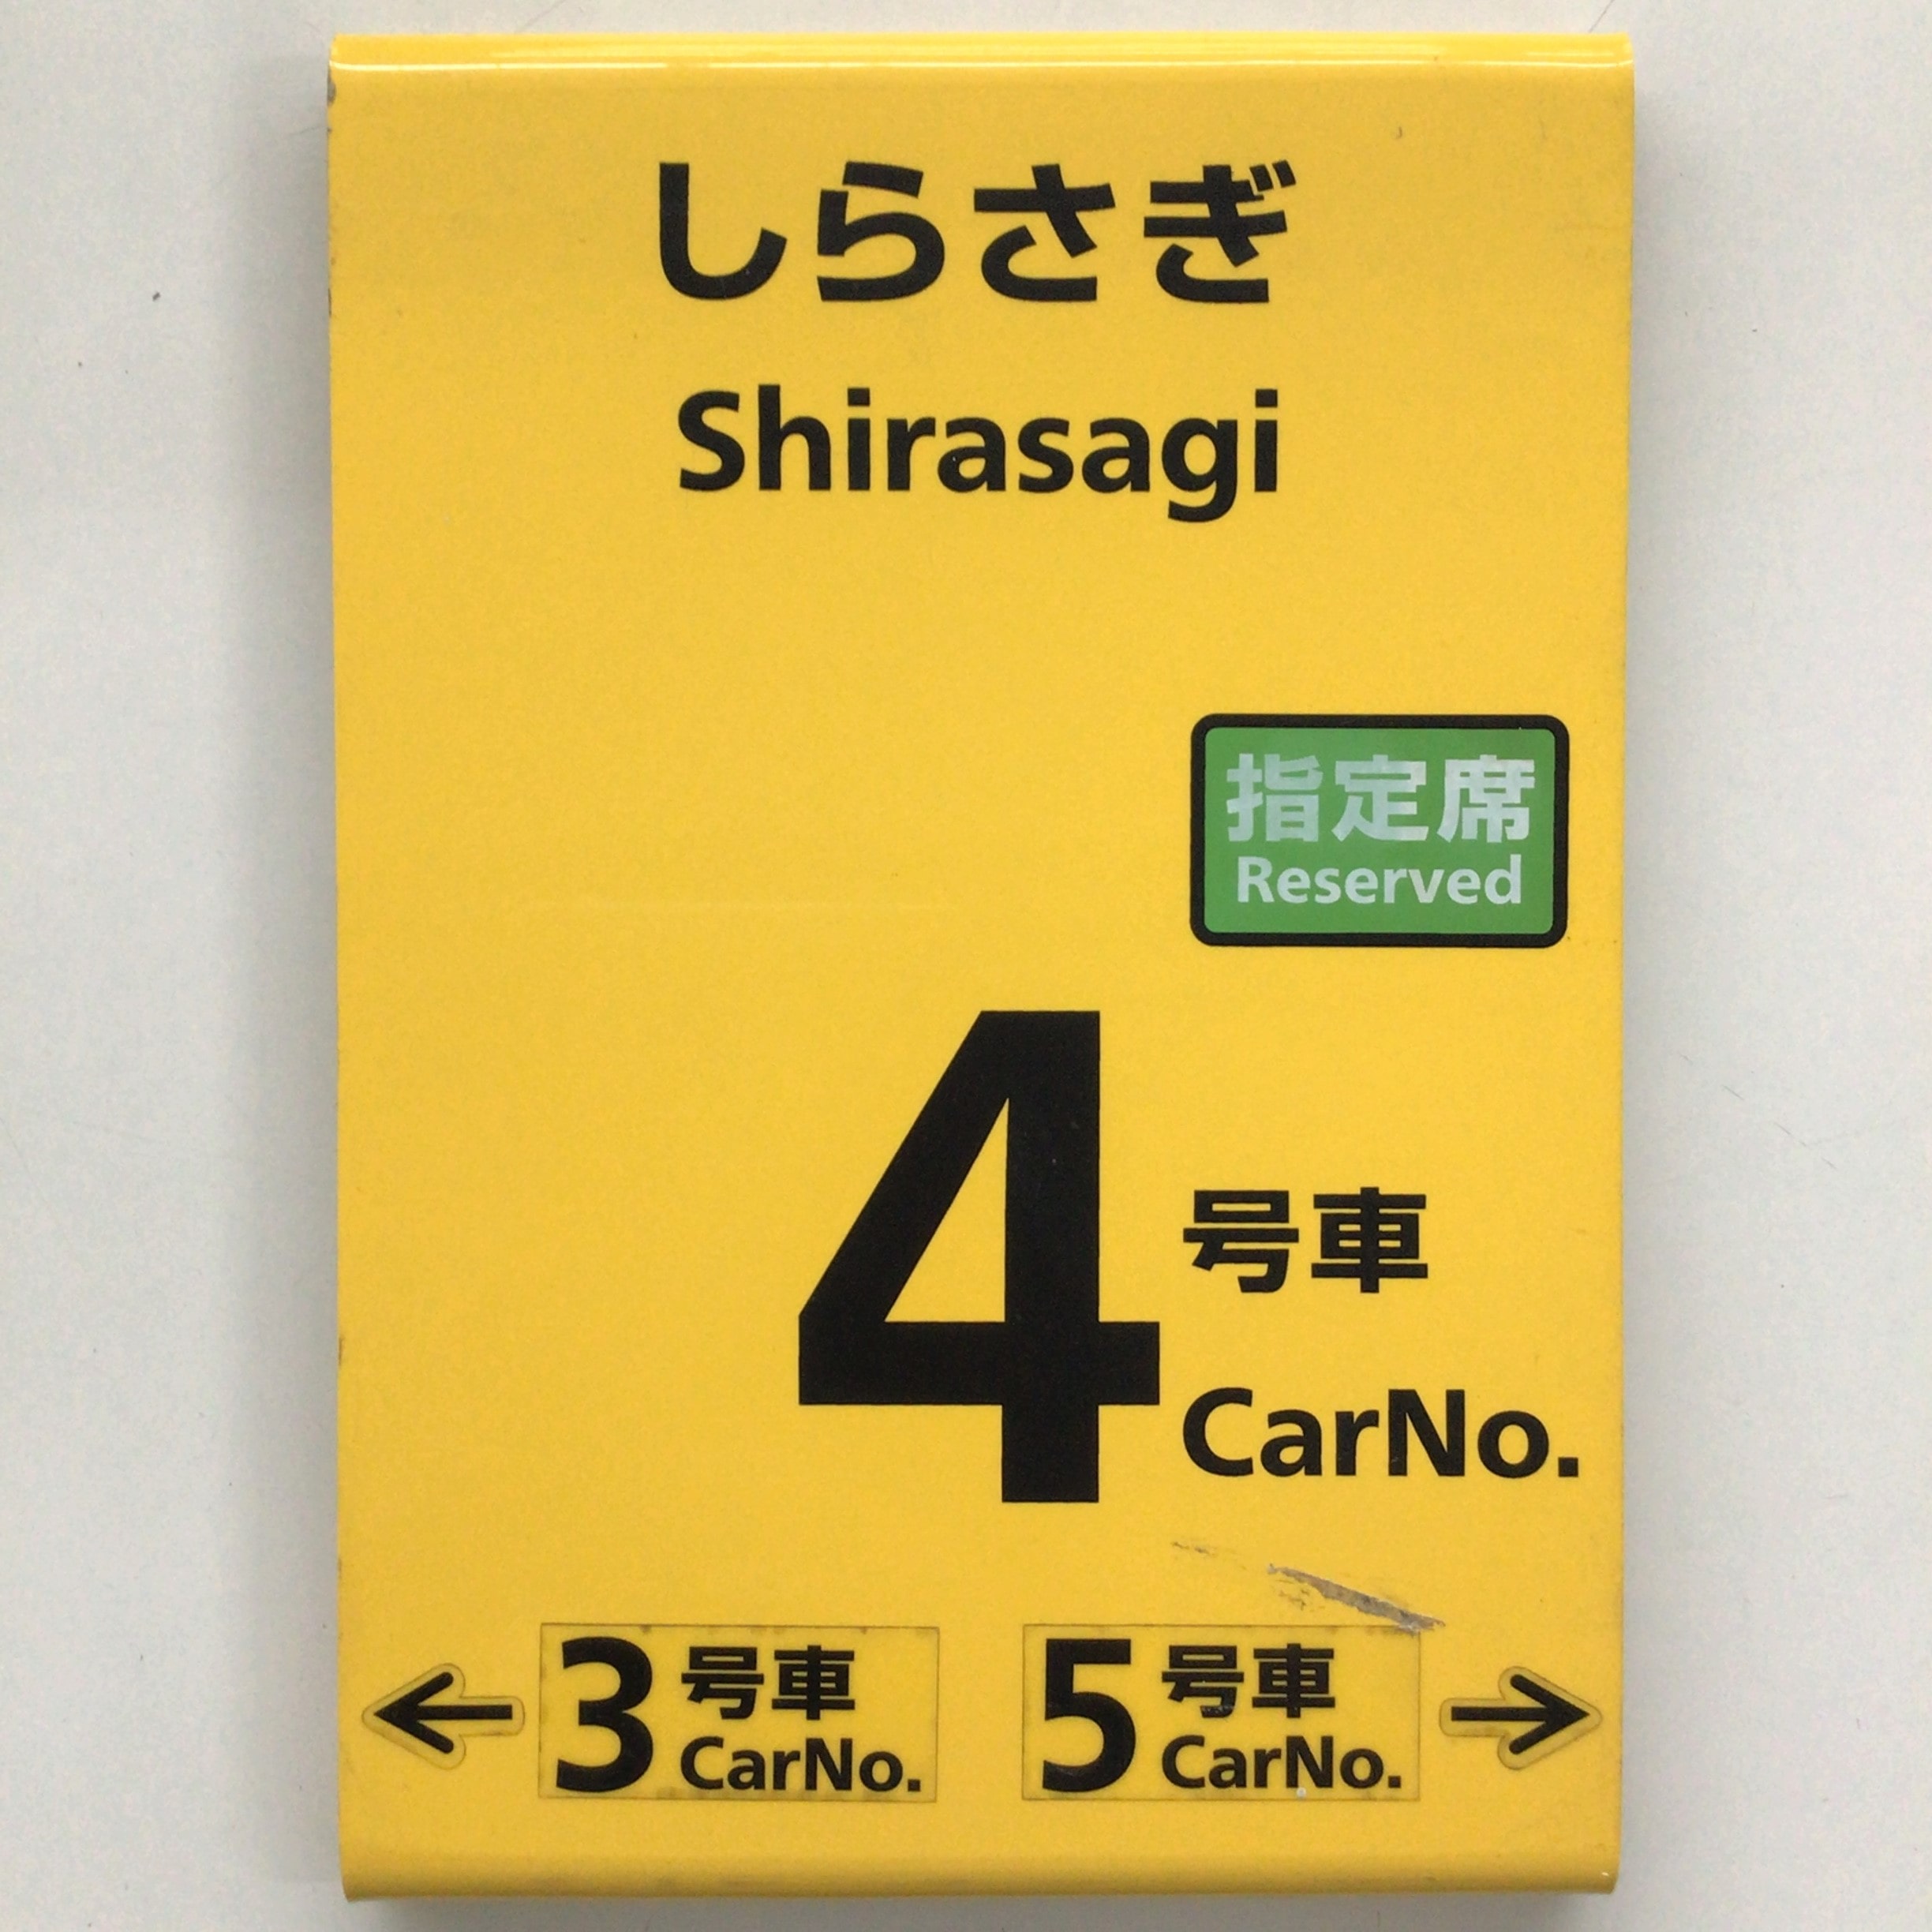 しらさぎ
Shirasagi
指定席
Reserved
4 号車
CarNo.
← 3 号車 CarNo. 5 号車 CarNo. →